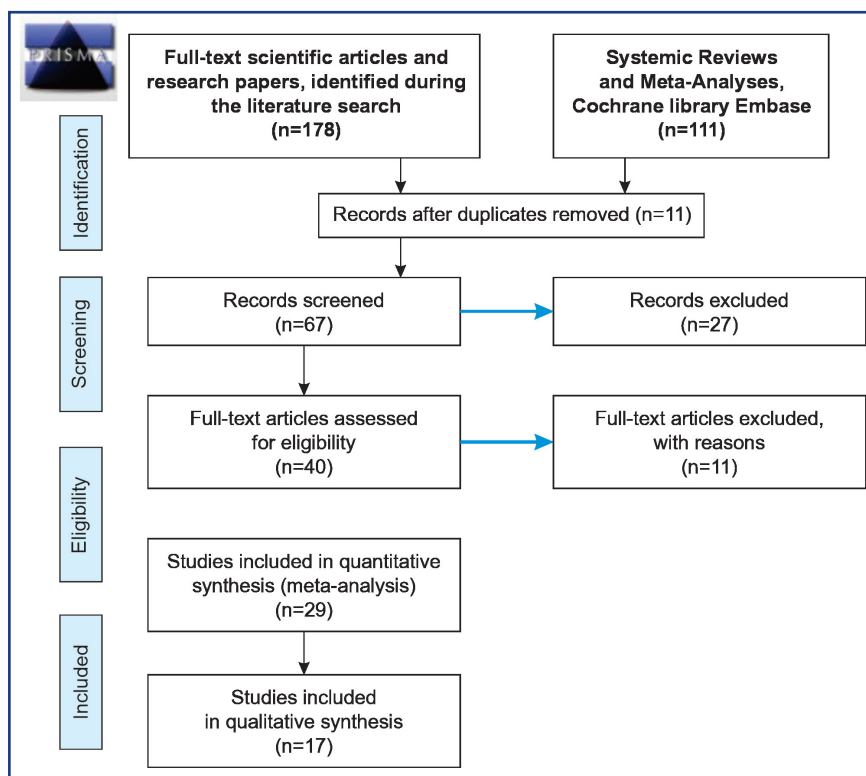 PRISMA
Full-text scientific articles and
research papers, identified during
the literature search
(n=178)
Systemic Reviews
and Meta-Analyses,
Cochrane library Embase
(n=111)
Identification
Records after duplicates removed (n=11)
Screening
Records screened
(n=67)
Records excluded
(n=27)
Full-text articles assessed
for eligibility
(n=40)
Full-text articles excluded,
with reasons
(n=11)
Eligibility
Studies included in quantitative
synthesis (meta-analysis)
(n=29)
Included
Studies included
in qualitative synthesis
(n=17)